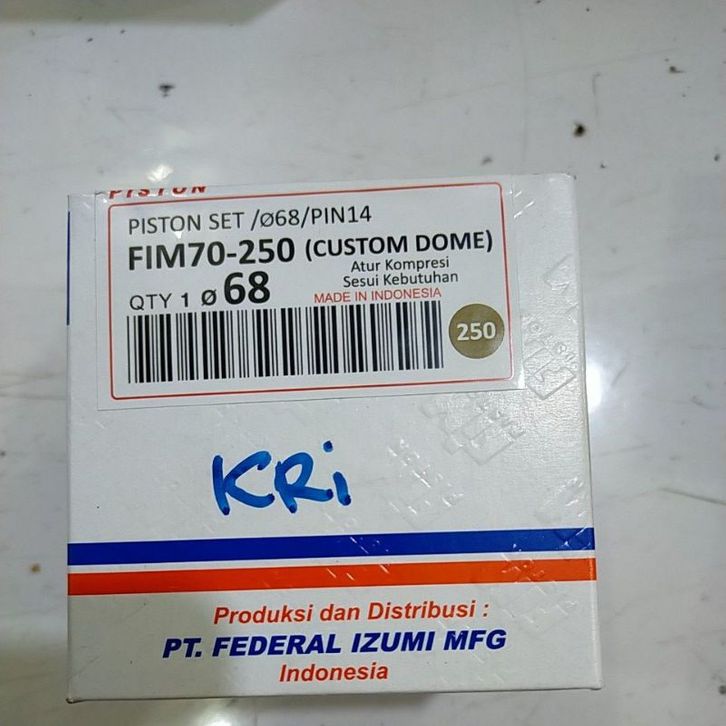 PISTON
PISTON SET /Ø68/PIN14
FIM70-250 (CUSTOM DOME)
Atur Kompresi
Sesui Kebutuhan
QTY 1 Ø 68
MADE IN INDONESIA
250
KRi
Produksi dan Distribusi :
PT. FEDERAL IZUMI MFG
Indonesia